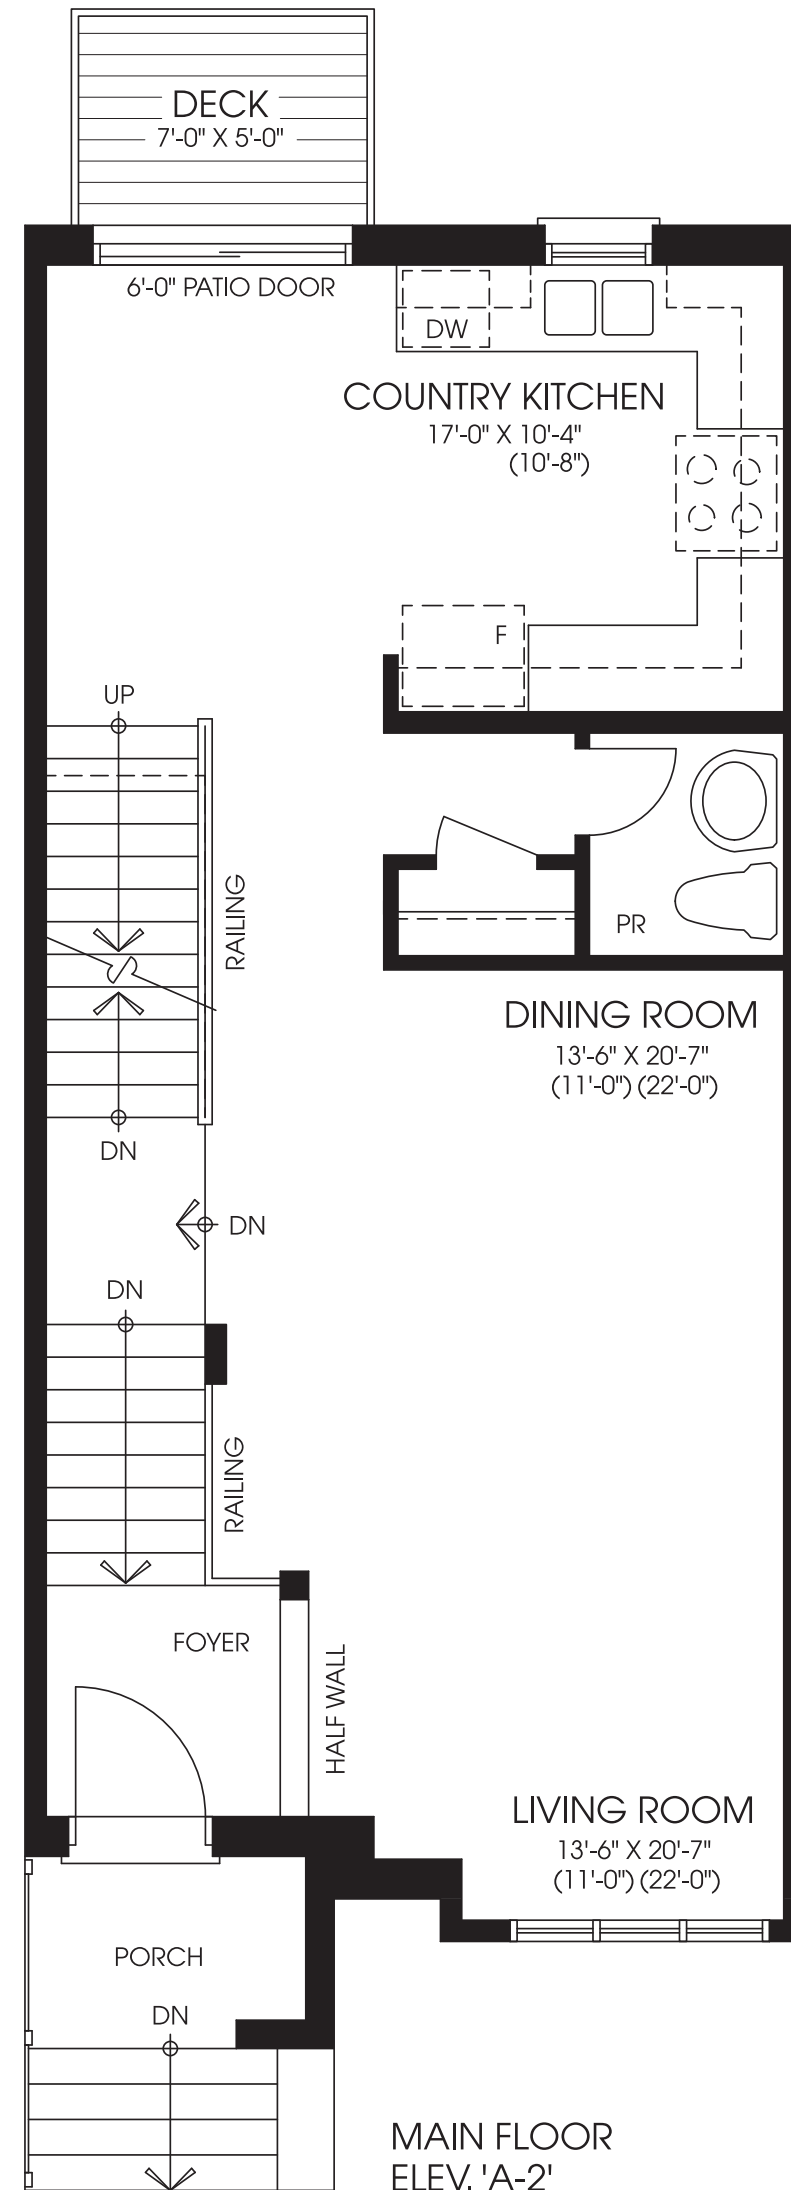 DECK
7'-0" X 5'-0"
6'-0" PATIO DOOR
DW
COUNTRY KITCHEN
17'-0" X 10'-4"
(10'-8")
F
UP
RAILING
PR
DINING ROOM
13'-6" X 20'-7"
(11'-0") (22'-0")
DN
DN
DN
RAILING
FOYER
HALF WALL
LIVING ROOM
13'-6" X 20'-7"
(11'-0") (22'-0")
PORCH
DN
MAIN FLOOR
ELEV. 'A-2'